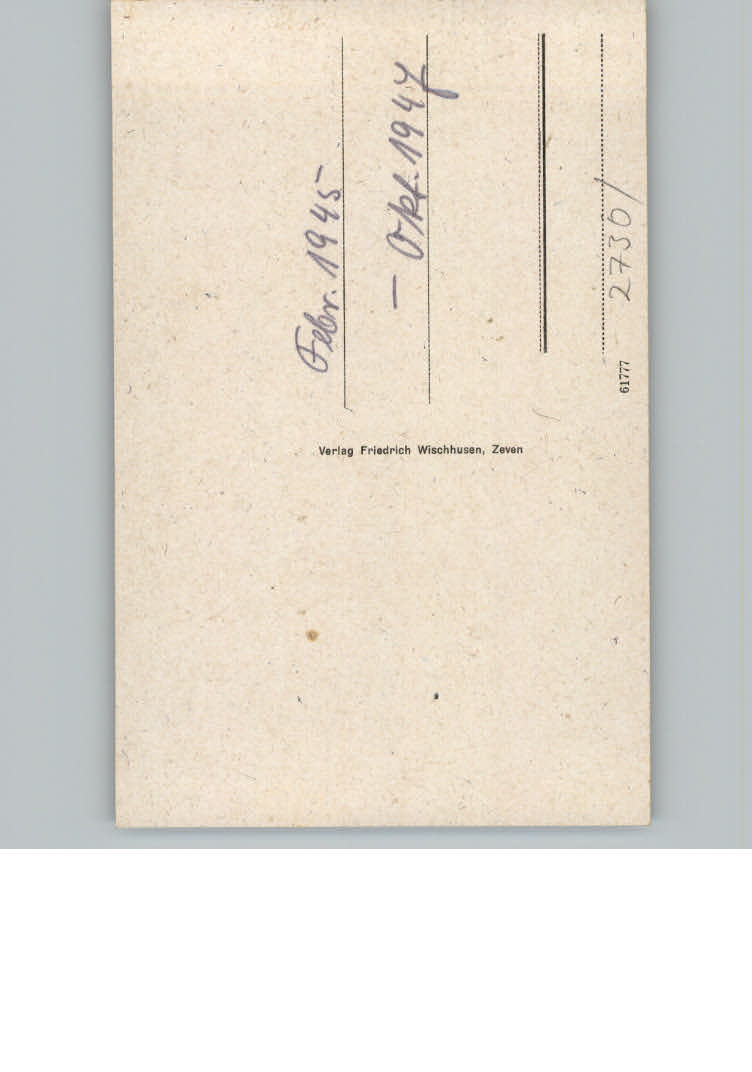 Febr. 1945
— Okt. 1947
Verlag Friedrich Wischhusen, Zeven
61777
2730/